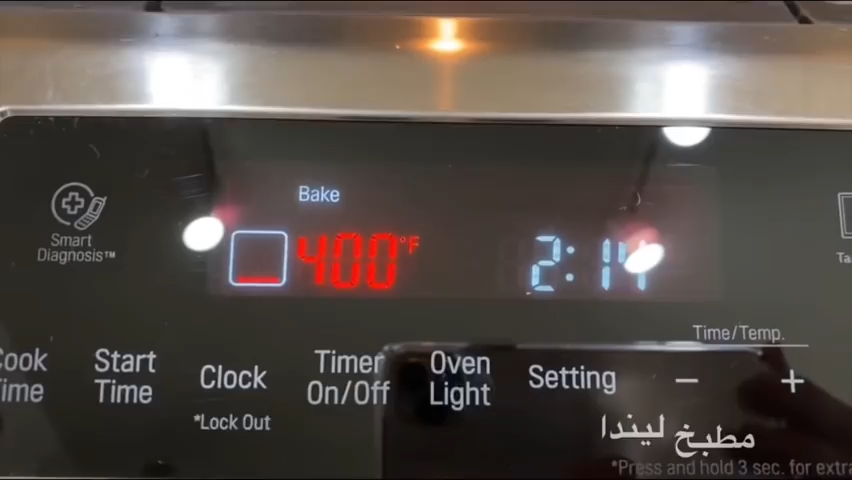 Bake
400°F
2:14
Smart
Diagnosis™
Time/Temp.
Cook
Time
Start
Time
Clock
*Lock Out
Timer
On/Off
Oven
Light
Setting
−
+
مطبخ ليندا
*Press and hold 3 sec. for extra